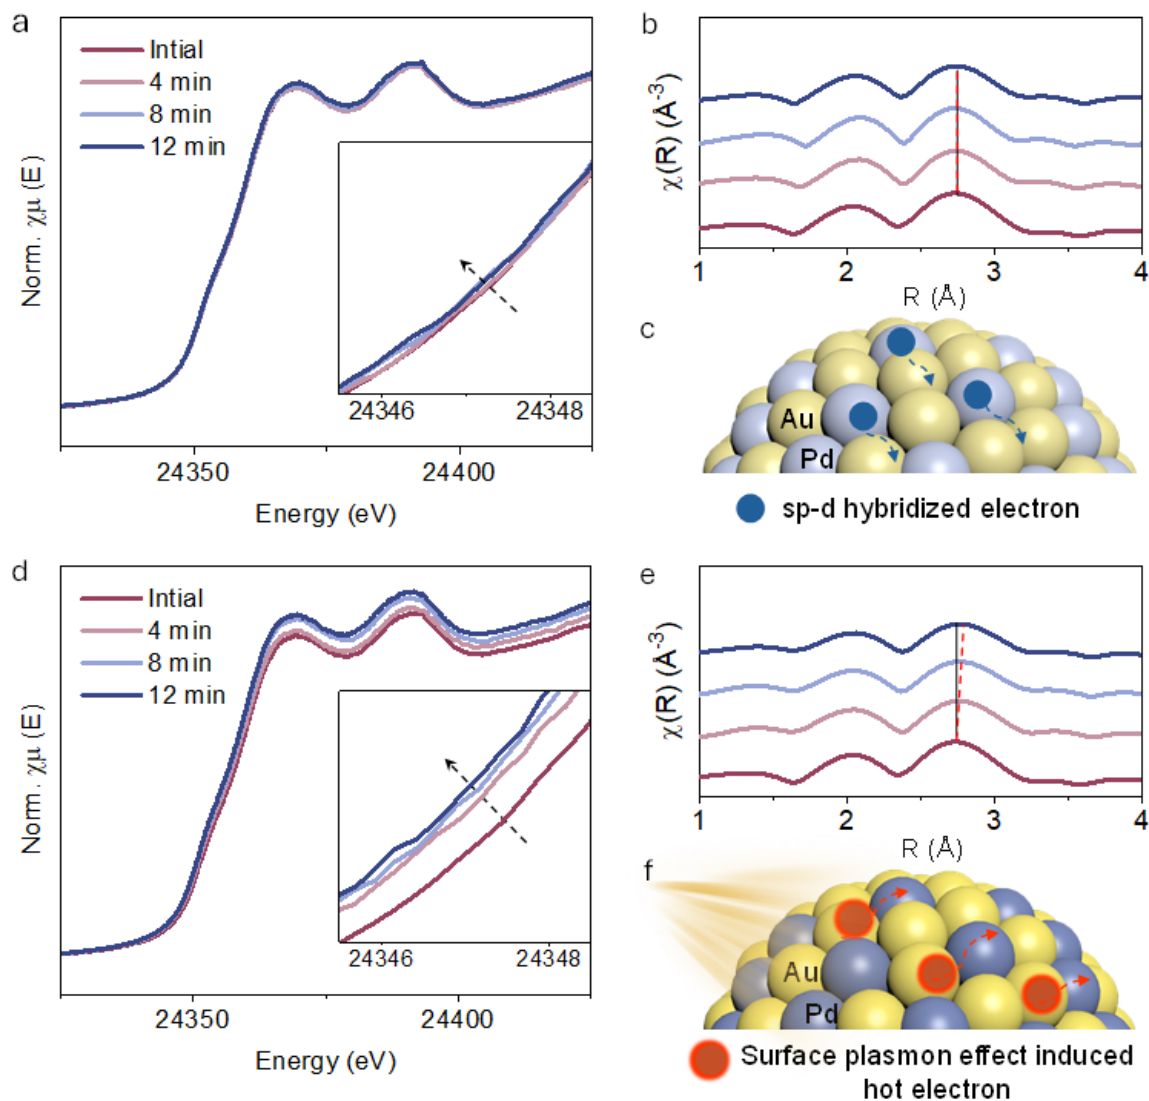 a
Intial
4 min
8 min
12 min
Norm. χμ (E)
24346
24348
24350
24400
Energy (eV)
b
χ(R) (Å⁻³)
1
2
3
4
R (Å)
c
Au
Pd
sp-d hybridized electron
d
Intial
4 min
8 min
12 min
Norm. χμ (E)
24346
24348
24350
24400
Energy (eV)
e
χ(R) (Å⁻³)
1
2
3
4
R (Å)
f
Au
Pd
Surface plasmon effect induced
hot electron